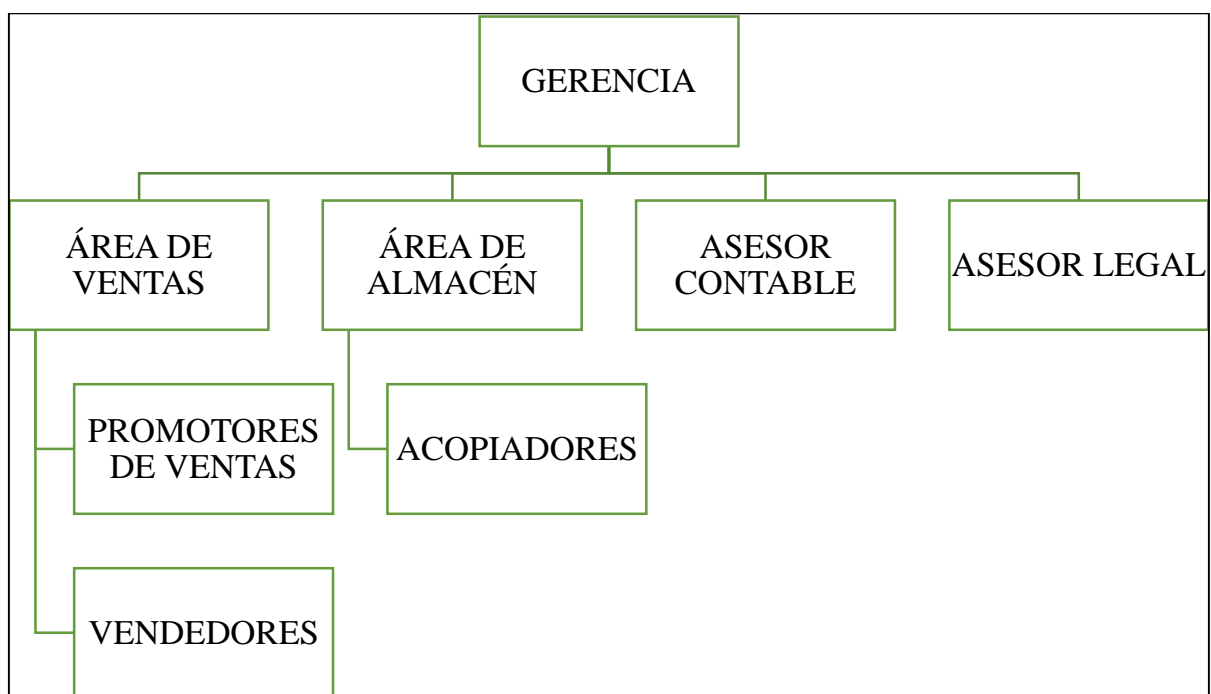 GERENCIA
ÁREA DE
VENTAS
ÁREA DE
ALMACÉN
ASESOR
CONTABLE
ASESOR LEGAL
PROMOTORES
DE VENTAS
ACOPIADORES
VENDEDORES